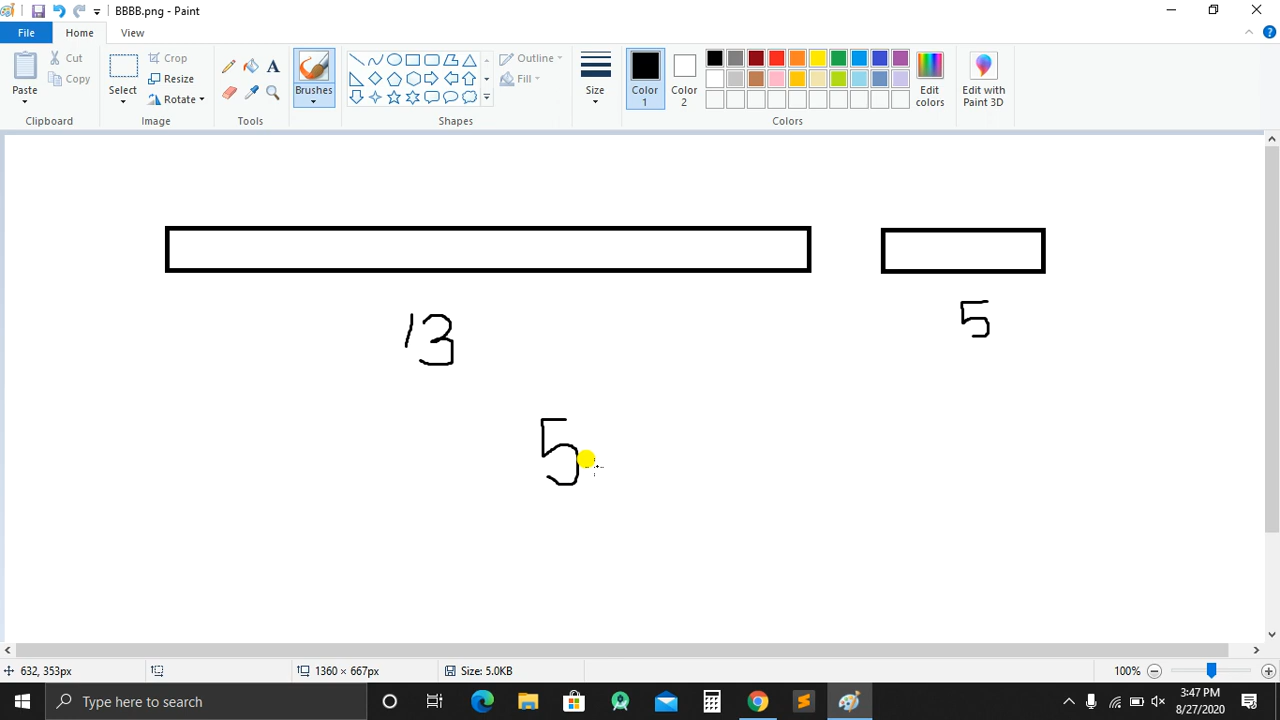 BBBB.png - Paint
File Home View
Paste
Cut
Copy
Clipboard
Select
Crop
Resize
Rotate
Image
A
Tools
Brushes
Shapes
Outline
Fill
Size
Color 1
Color 2
Colors
Edit colors
Edit with Paint 3D
13
5
5
632, 353px
1360 × 667px
Size: 5.0KB
100%
Type here to search
3:47 PM
8/27/2020